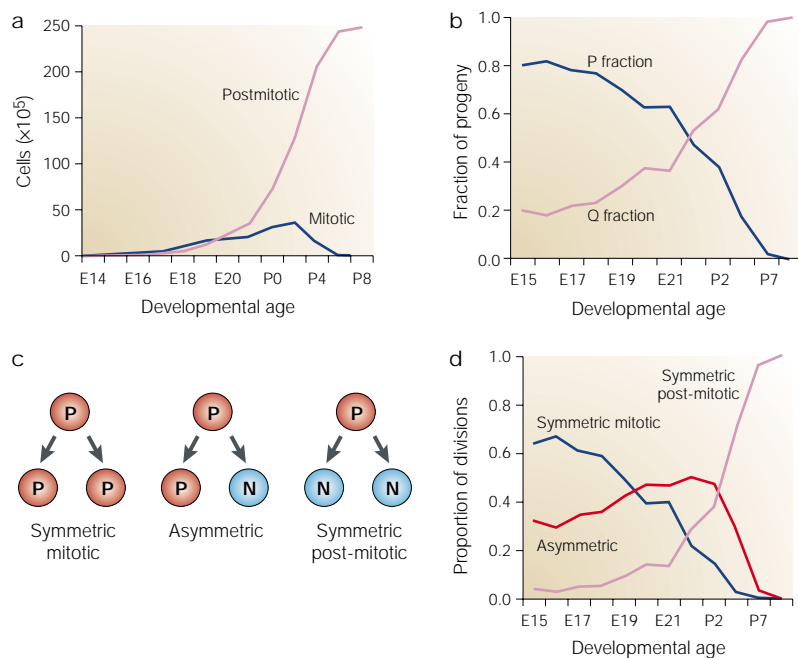 a
250
200
150
100
50
0
Cells (×10⁵)
Postmitotic
Mitotic
E14 E16 E18 E20 P0 P4 P8
Developmental age
b
1.0
0.8
0.6
0.4
0.2
0.0
Fraction of progeny
P fraction
Q fraction
E15 E17 E19 E21 P2 P7
Developmental age
c
P P P
P P P N N N
Symmetric
mitotic
Asymmetric
Symmetric
post-mitotic
d
1.0
0.8
0.6
0.4
0.2
0.0
Proportion of divisions
Symmetric
post-mitotic
Symmetric mitotic
Asymmetric
E15 E17 E19 E21 P2 P7
Developmental age